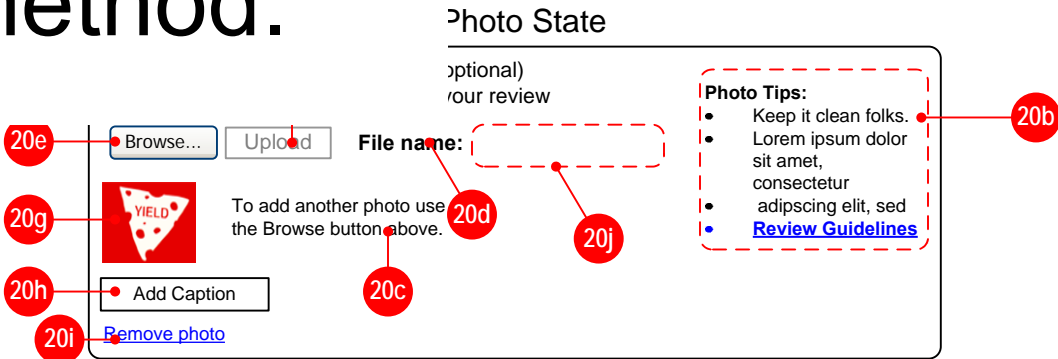 ethod.
Photo State
optional)
your review
Photo Tips:
Keep it clean folks.
Lorem ipsum dolor
sit amet,
consectetur
adipscing elit, sed
Review Guidelines
20b
20e
Browse...
Upload
File name:
20g
YIELD
To add another photo use
the Browse button above.
20d
20j
20h
Add Caption
20c
20i
Remove photo